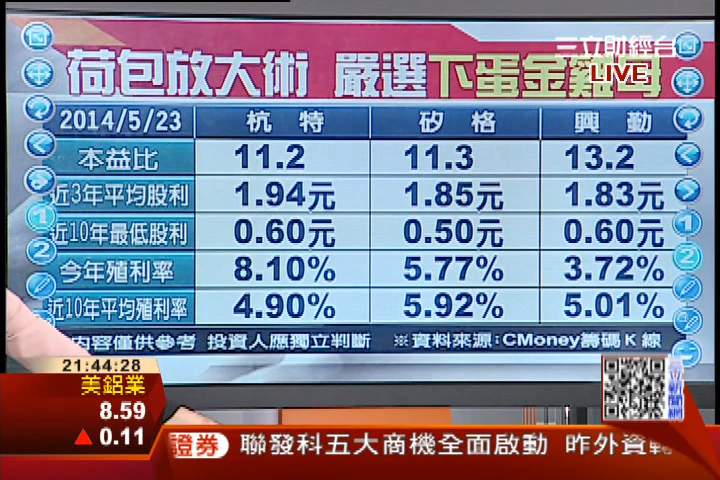 三立財經台
LIVE
荷包放大術 嚴選下蛋金雞母
2014/5/23 杭特 矽格 興勤
本益比 11.2 11.3 13.2
近3年平均股利 1.94元 1.85元 1.83元
近10年最低股利 0.60元 0.50元 0.60元
今年殖利率 8.10% 5.77% 3.72%
近10年平均殖利率 4.90% 5.92% 5.01%
內容僅供參考 投資人應獨立判斷 ※資料來源:CMoney籌碼K線
1
2
1
2
21:44:28
美鋁業
8.59
▲0.11
證券 聯發科五大商機全面啟動 昨外資轉